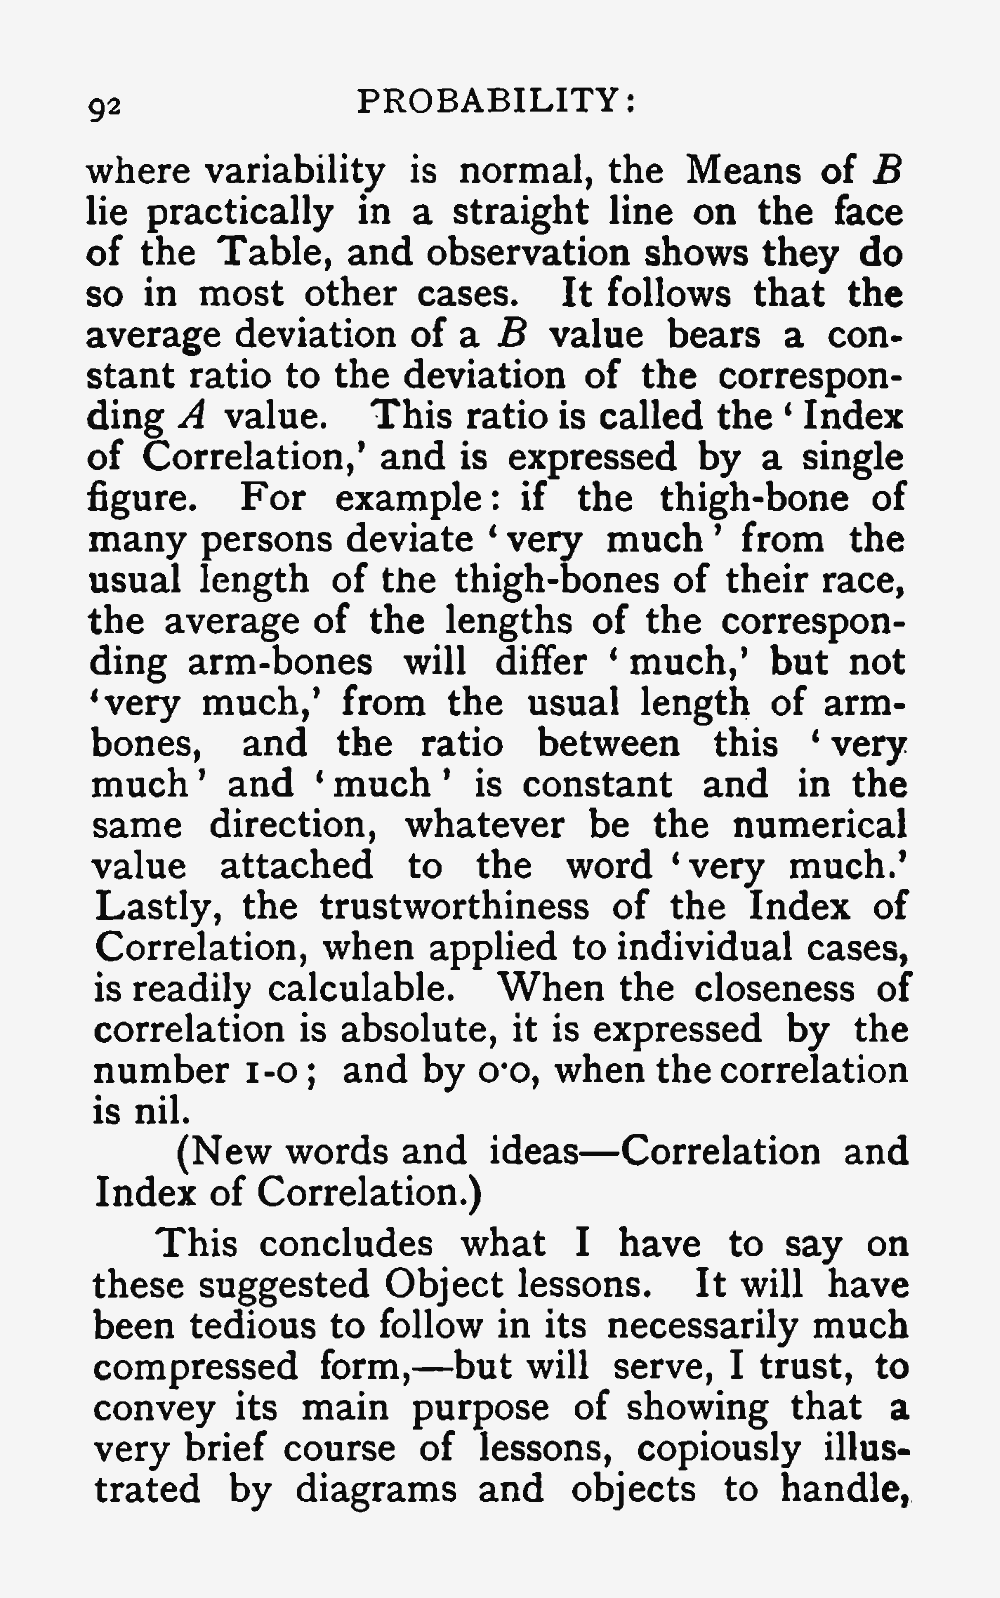 92 PROBABILITY:
where variability is normal, the Means of B
lie practically in a straight line on the face
of the Table, and observation shows they do
so in most other cases. It follows that the
average deviation of a B value bears a con-
stant ratio to the deviation of the correspon-
ding A value. This ratio is called the ‘ Index
of Correlation,’ and is expressed by a single
figure. For example: if the thigh-bone of
many persons deviate ‘ very much ’ from the
usual length of the thigh-bones of their race,
the average of the lengths of the correspon-
ding arm-bones will differ ‘ much,’ but not
‘very much,’ from the usual length of arm-
bones, and the ratio between this ‘ very
much ’ and ‘ much ’ is constant and in the
same direction, whatever be the numerical
value attached to the word ‘ very much.’
Lastly, the trustworthiness of the Index of
Correlation, when applied to individual cases,
is readily calculable. When the closeness of
correlation is absolute, it is expressed by the
number 1-0; and by 0·0, when the correlation
is nil.
(New words and ideas—Correlation and
Index of Correlation.)
This concludes what I have to say on
these suggested Object lessons. It will have
been tedious to follow in its necessarily much
compressed form,—but will serve, I trust, to
convey its main purpose of showing that a
very brief course of lessons, copiously illus-
trated by diagrams and objects to handle,